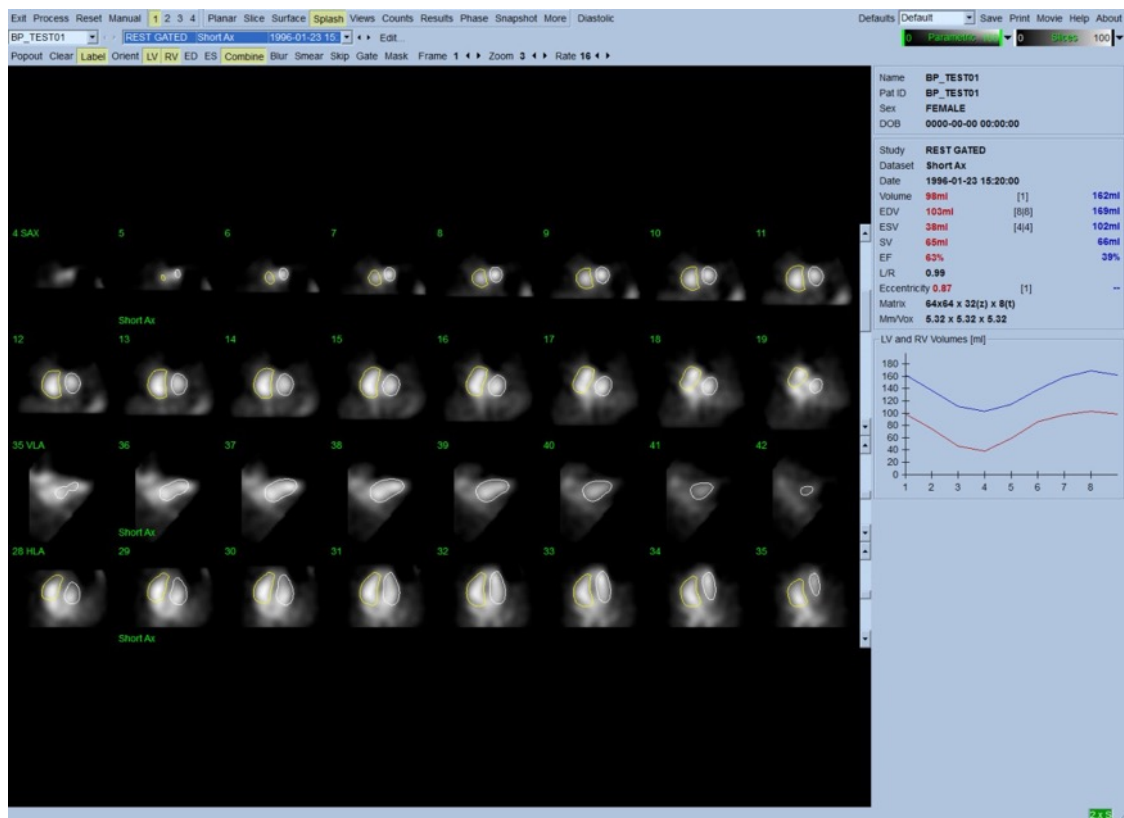 Exit Process Reset Manual 1 2 3 4 Planar Slice Surface Splash Views Counts Results Phase Snapshot More Diastolic Defaults Default Save Print Movie Help About
BP_TEST01 REST GATED Short Ax 1996-01-23 15: Edit... 0 Parametric 0 Slices 100
Popout Clear Label Orient LV RV ED ES Combine Blur Smear Skip Gate Mask Frame 1 Zoom 3 Rate 16
Name BP_TEST01
Pat ID BP_TEST01
Sex FEMALE
DOB 0000-00-00 00:00:00
Study REST GATED
Dataset Short Ax
Date 1996-01-23 15:20:00
Volume 98ml [1] 162ml
EDV 103ml [8|8] 169ml
ESV 38ml [4|4] 102ml
SV 65ml 66ml
EF 63% 39%
L/R 0.99
Eccentricity 0.87 [1] --
Matrix 64x64 x 32(z) x 8(t)
Mm/Vox 5.32 x 5.32 x 5.32
LV and RV Volumes [ml]
180
160
140
120
100
80
60
40
20
0
1 2 3 4 5 6 7 8
4 SAX 5 6 7 8 9 10 11
Short Ax
12 13 14 15 16 17 18 19
35 VLA 36 37 38 39 40 41 42
Short Ax
28 HLA 29 30 31 32 33 34 35
Short Ax
2 x S